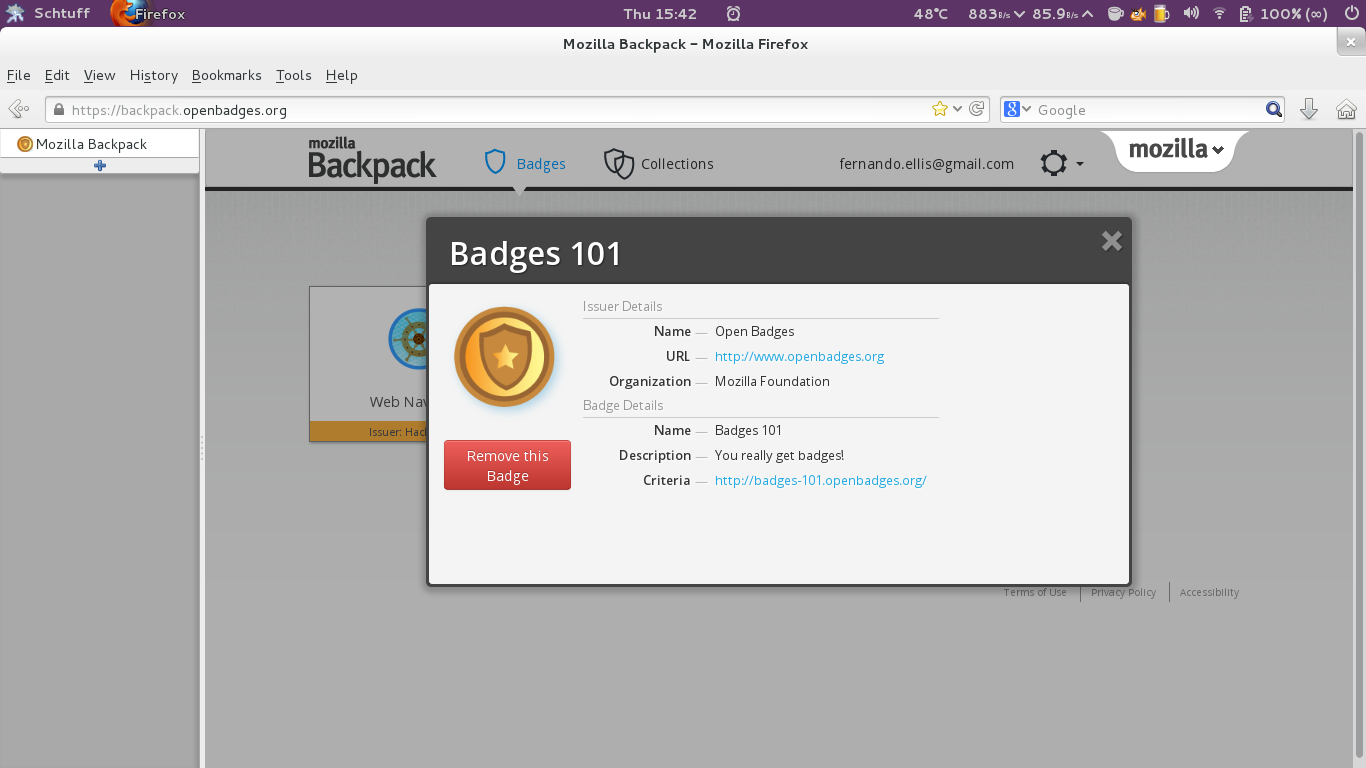 Schtuff Firefox Thu 15:42 48°C 883B/s 85.9B/s 100% (∞)
Mozilla Backpack – Mozilla Firefox
File Edit View History Bookmarks Tools Help
https://backpack.openbadges.org
8 Google
Mozilla Backpack
mozilla
Backpack
Badges
Collections
fernando.ellis@gmail.com
mozilla
Badges 101
Issuer Details
Name — Open Badges
URL — http://www.openbadges.org
Organization — Mozilla Foundation
Badge Details
Name — Badges 101
Description — You really get badges!
Criteria — http://badges-101.openbadges.org/
Remove this
Badge
Web Nav
Issuer: Hac
Terms of Use Privacy Policy Accessibility